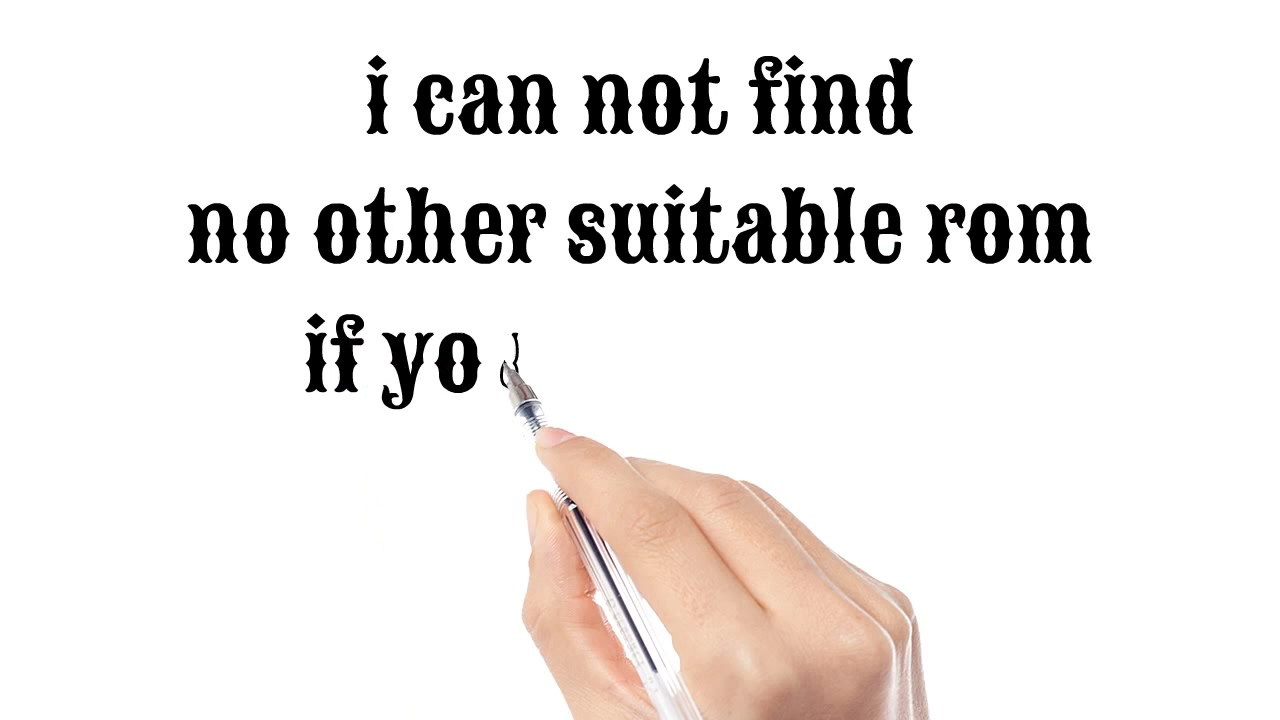 i can not find
no other suitable rom
if yo